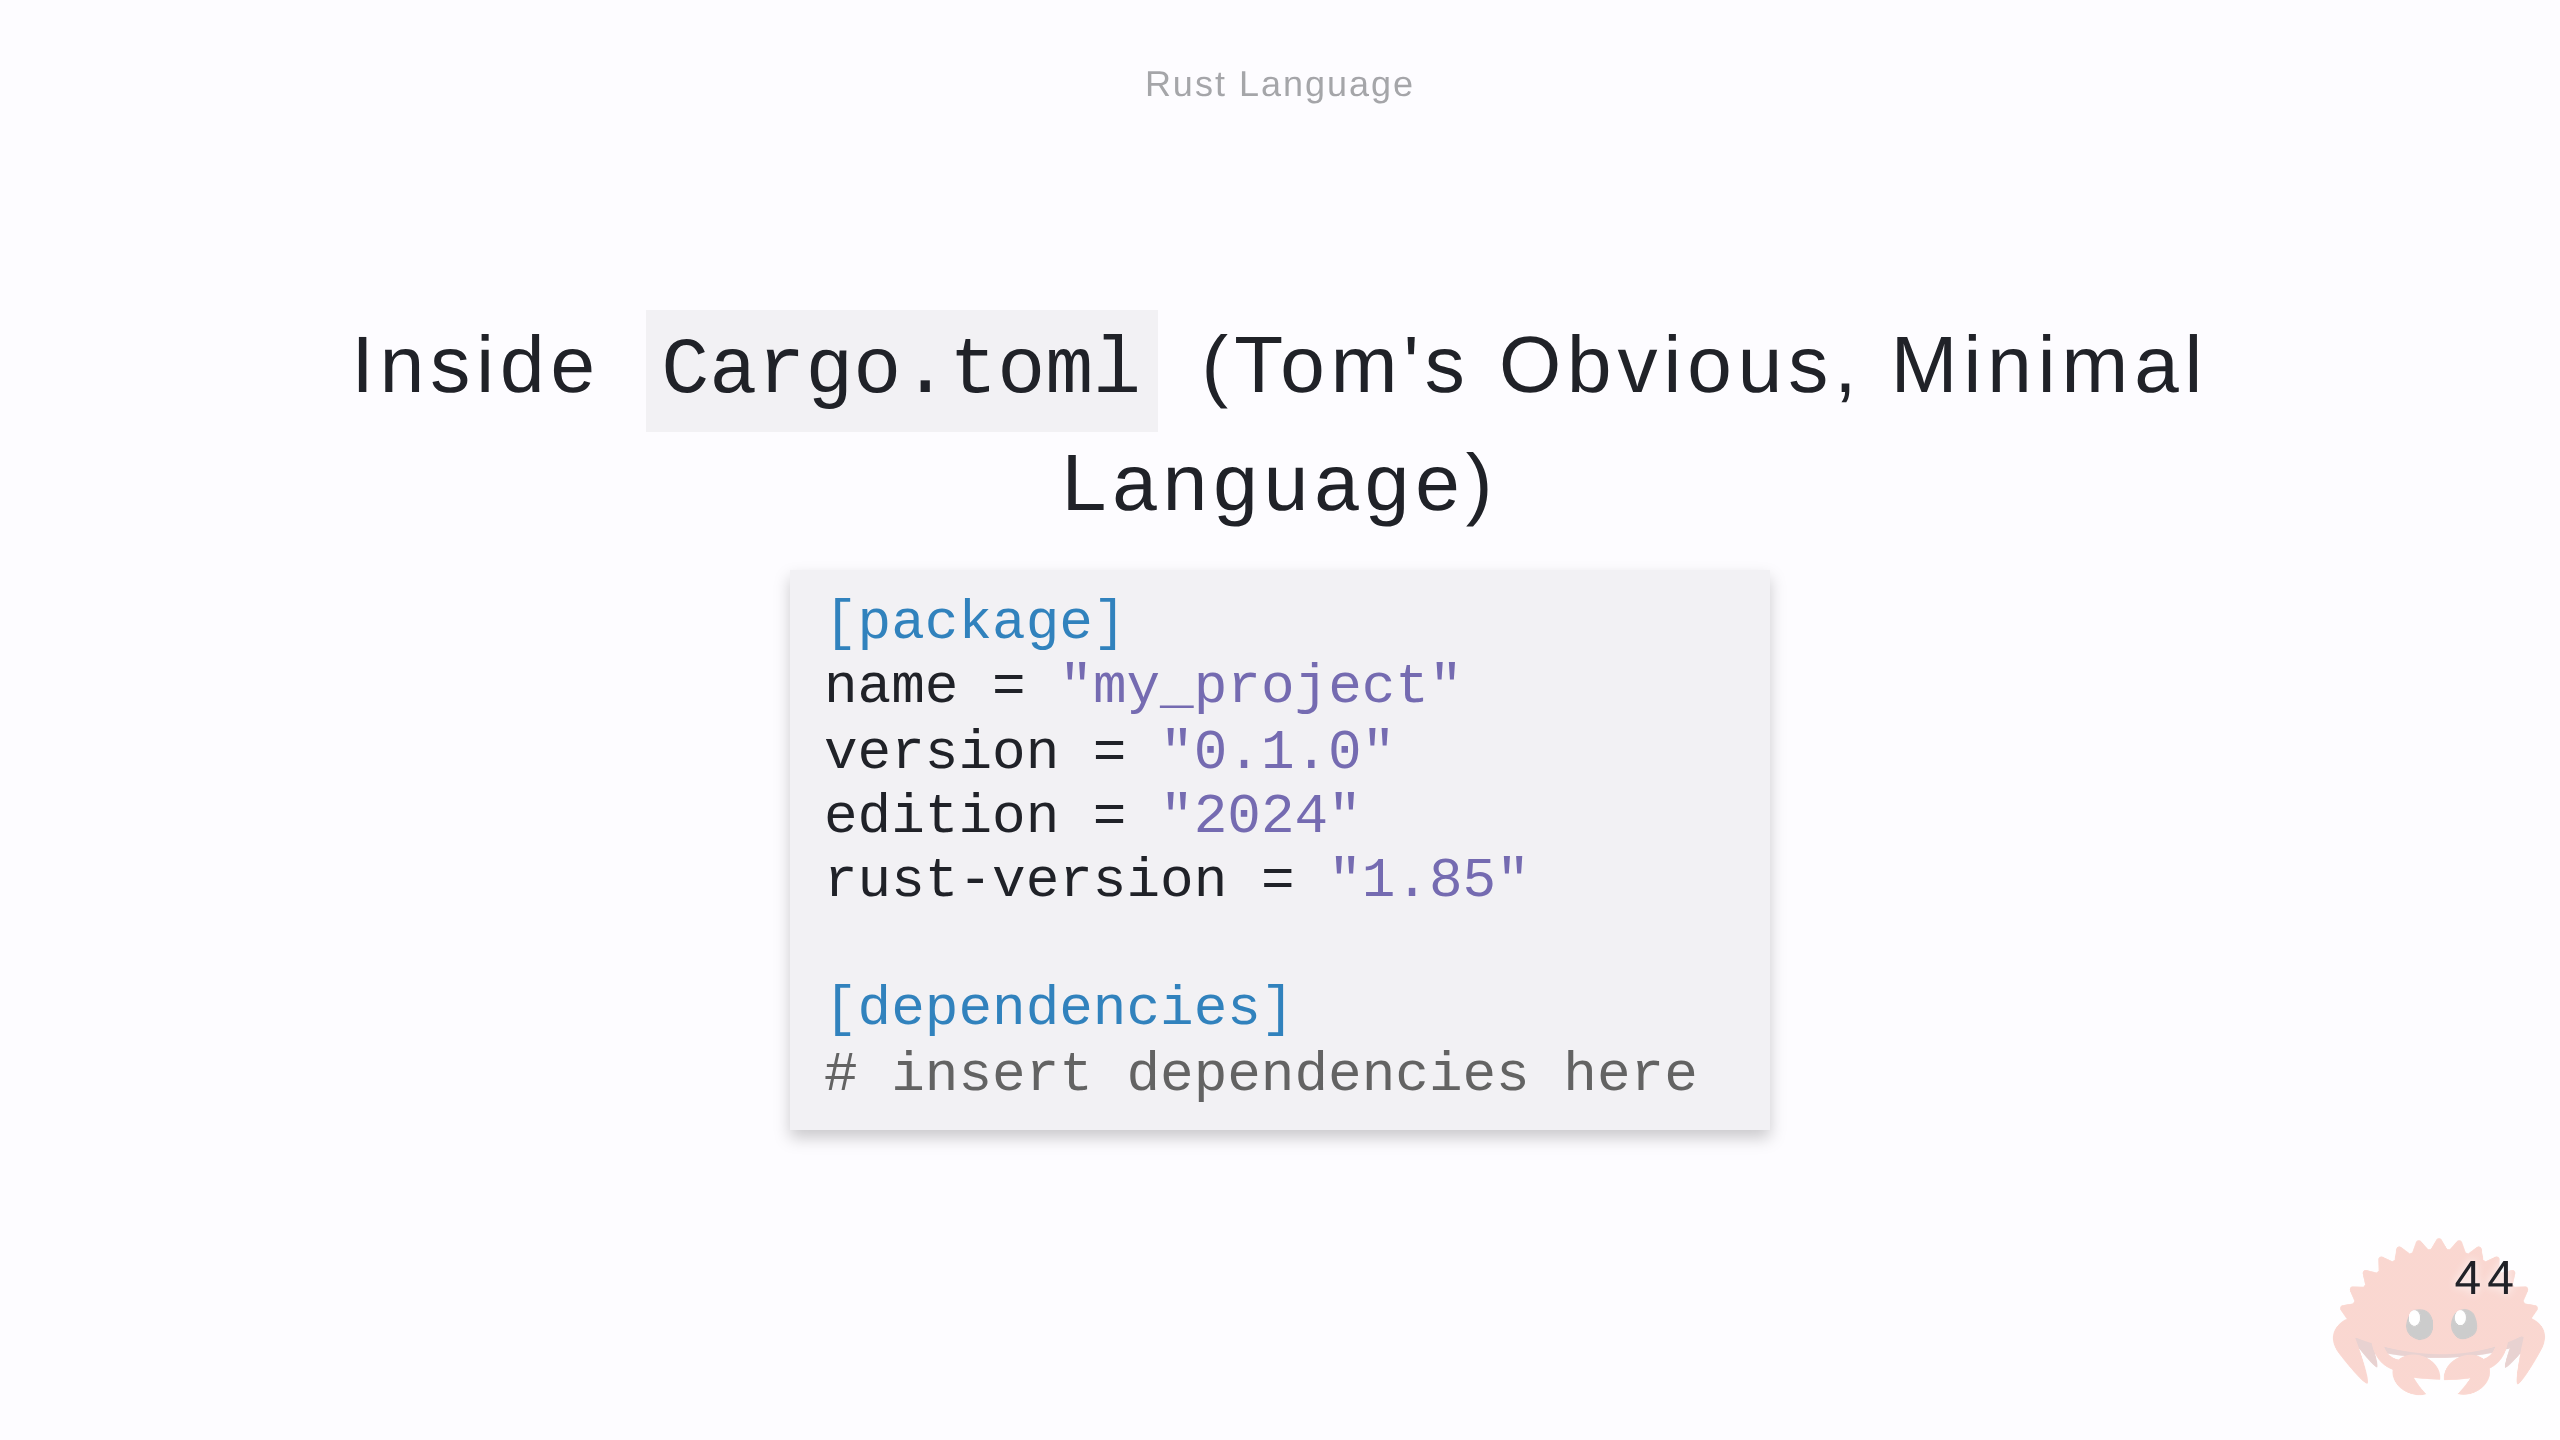 Rust Language
Inside Cargo.toml (Tom's Obvious, Minimal
Language)
[package]
name = "my_project"
version = "0.1.0"
edition = "2024"
rust-version = "1.85"
[dependencies]
# insert dependencies here
44